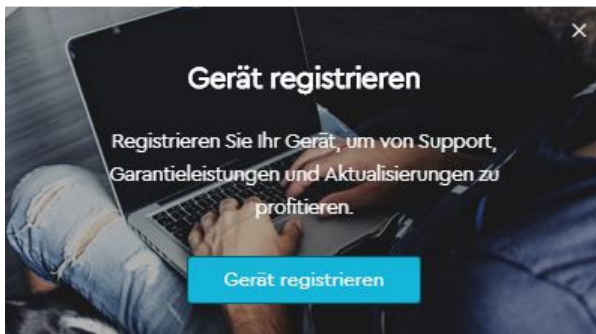 Gerät registrieren
Registrieren Sie Ihr Gerät, um von Support,
Garantieleistungen und Aktualisierungen zu
profitieren.
Gerät registrieren